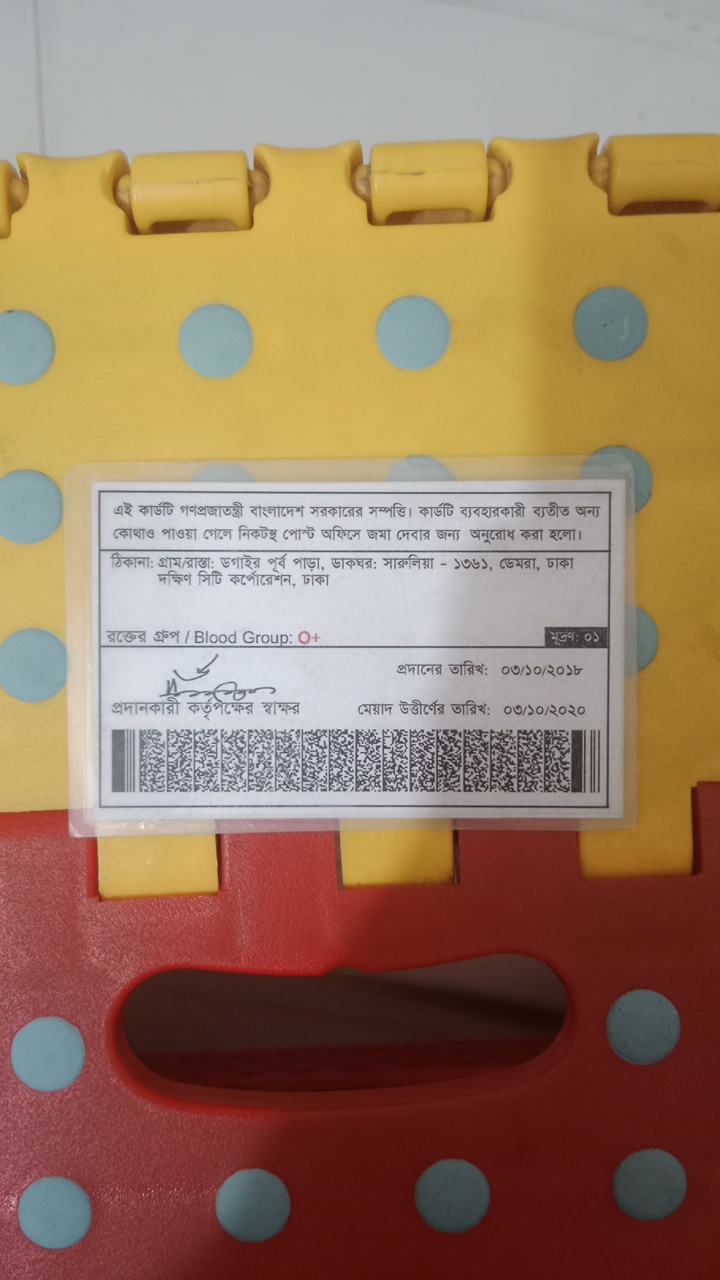 এই কার্ডটি গণপ্রজাতন্ত্রী বাংলাদেশ সরকারের সম্পত্তি। কার্ডটি ব্যবহারকারী ব্যতীত অন্য
কোথাও পাওয়া গেলে নিকটস্থ পোস্ট অফিসে জমা দেবার জন্য অনুরোধ করা হলো।
ঠিকানা: গ্রাম/রাস্তা: ডগাইর পূর্ব পাড়া, ডাকঘর: সারুলিয়া - ১৩৬১, ডেমরা, ঢাকা
দক্ষিণ সিটি কর্পোরেশন, ঢাকা
রক্তের গ্রুপ / Blood Group: O+ মূদ্রণ: ০১
প্রদানের তারিখ: ০৩/১০/২০১৮
প্রদানকারী কর্তৃপক্ষের স্বাক্ষর মেয়াদ উত্তীর্ণের তারিখ: ০৩/১০/২০২০